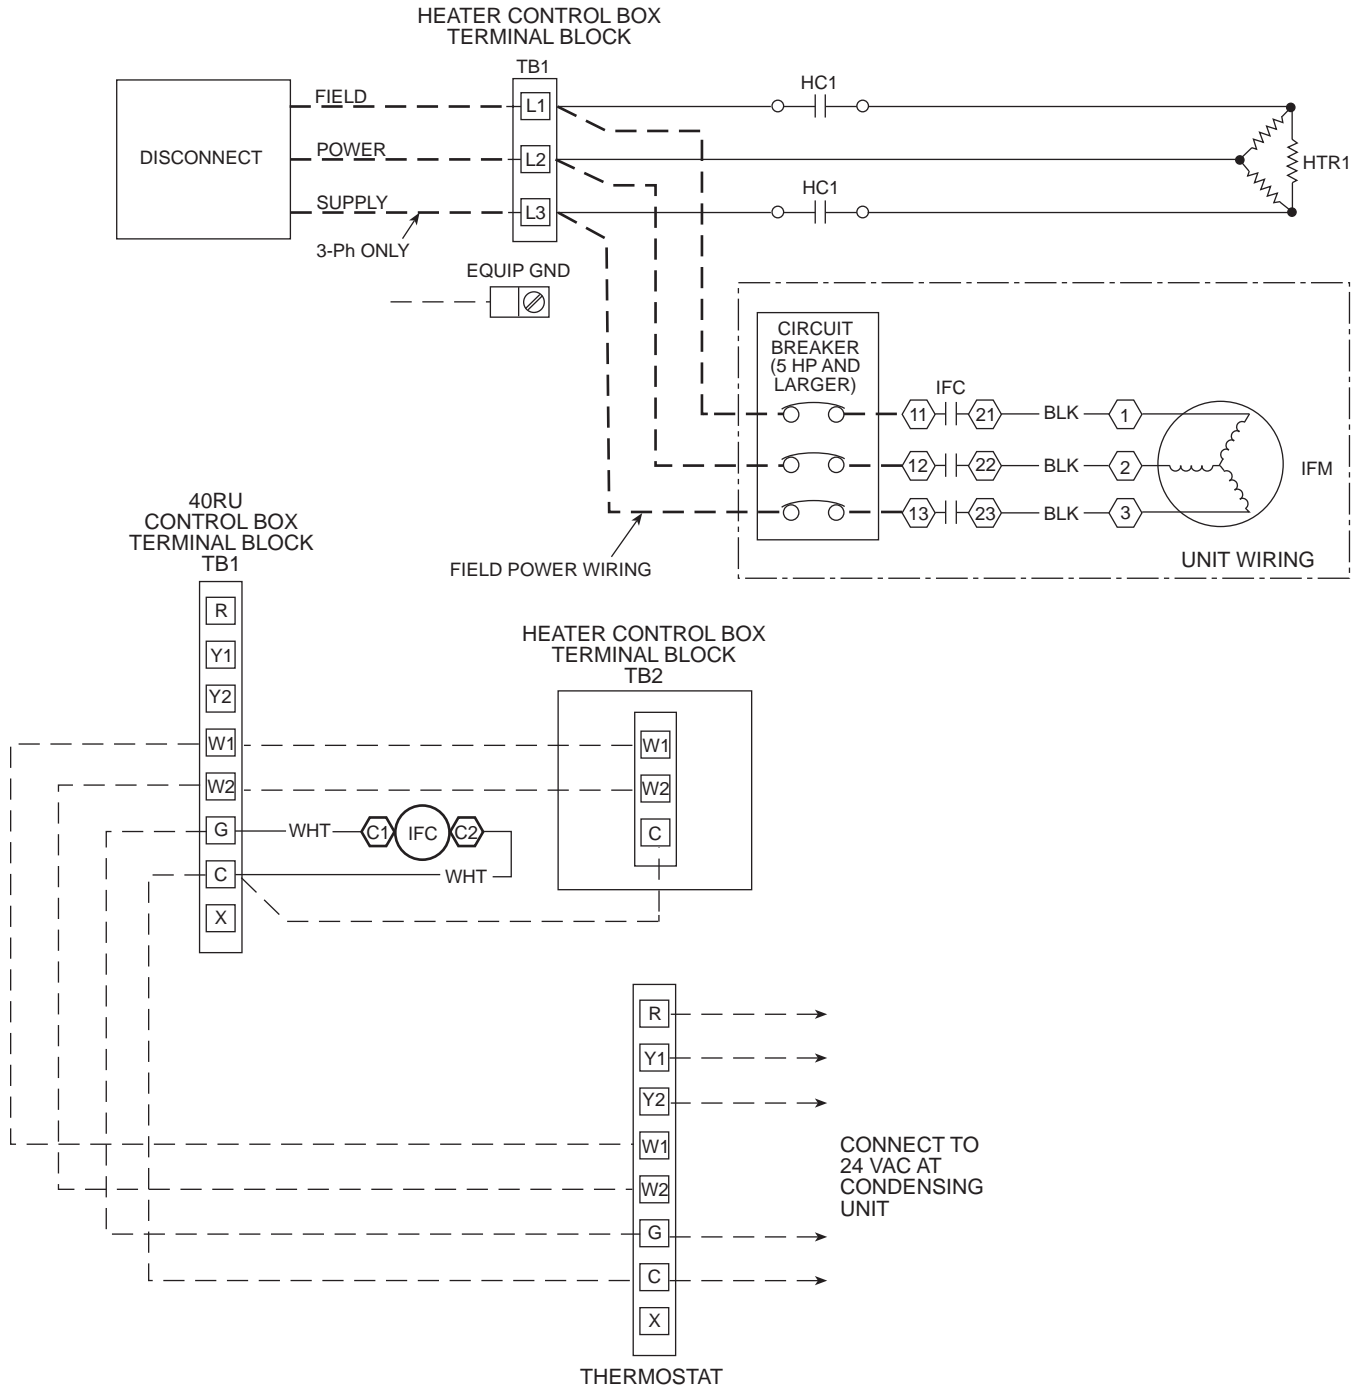 HEATER CONTROL BOX
TERMINAL BLOCK
TB1
DISCONNECT
FIELD
POWER
SUPPLY
3-Ph ONLY
L1
L2
L3
HC1
HC1
HTR1
EQUIP GND
CIRCUIT
BREAKER
(5 HP AND
LARGER)
IFC
11
21
BLK
1
12
22
BLK
2
13
23
BLK
3
IFM
UNIT WIRING
FIELD POWER WIRING
40RU
CONTROL BOX
TERMINAL BLOCK
TB1
R
Y1
Y2
W1
W2
G
C
X
WHT
C1
IFC
C2
WHT
HEATER CONTROL BOX
TERMINAL BLOCK
TB2
W1
W2
C
R
Y1
Y2
W1
W2
G
C
X
THERMOSTAT
CONNECT TO
24 VAC AT
CONDENSING
UNIT